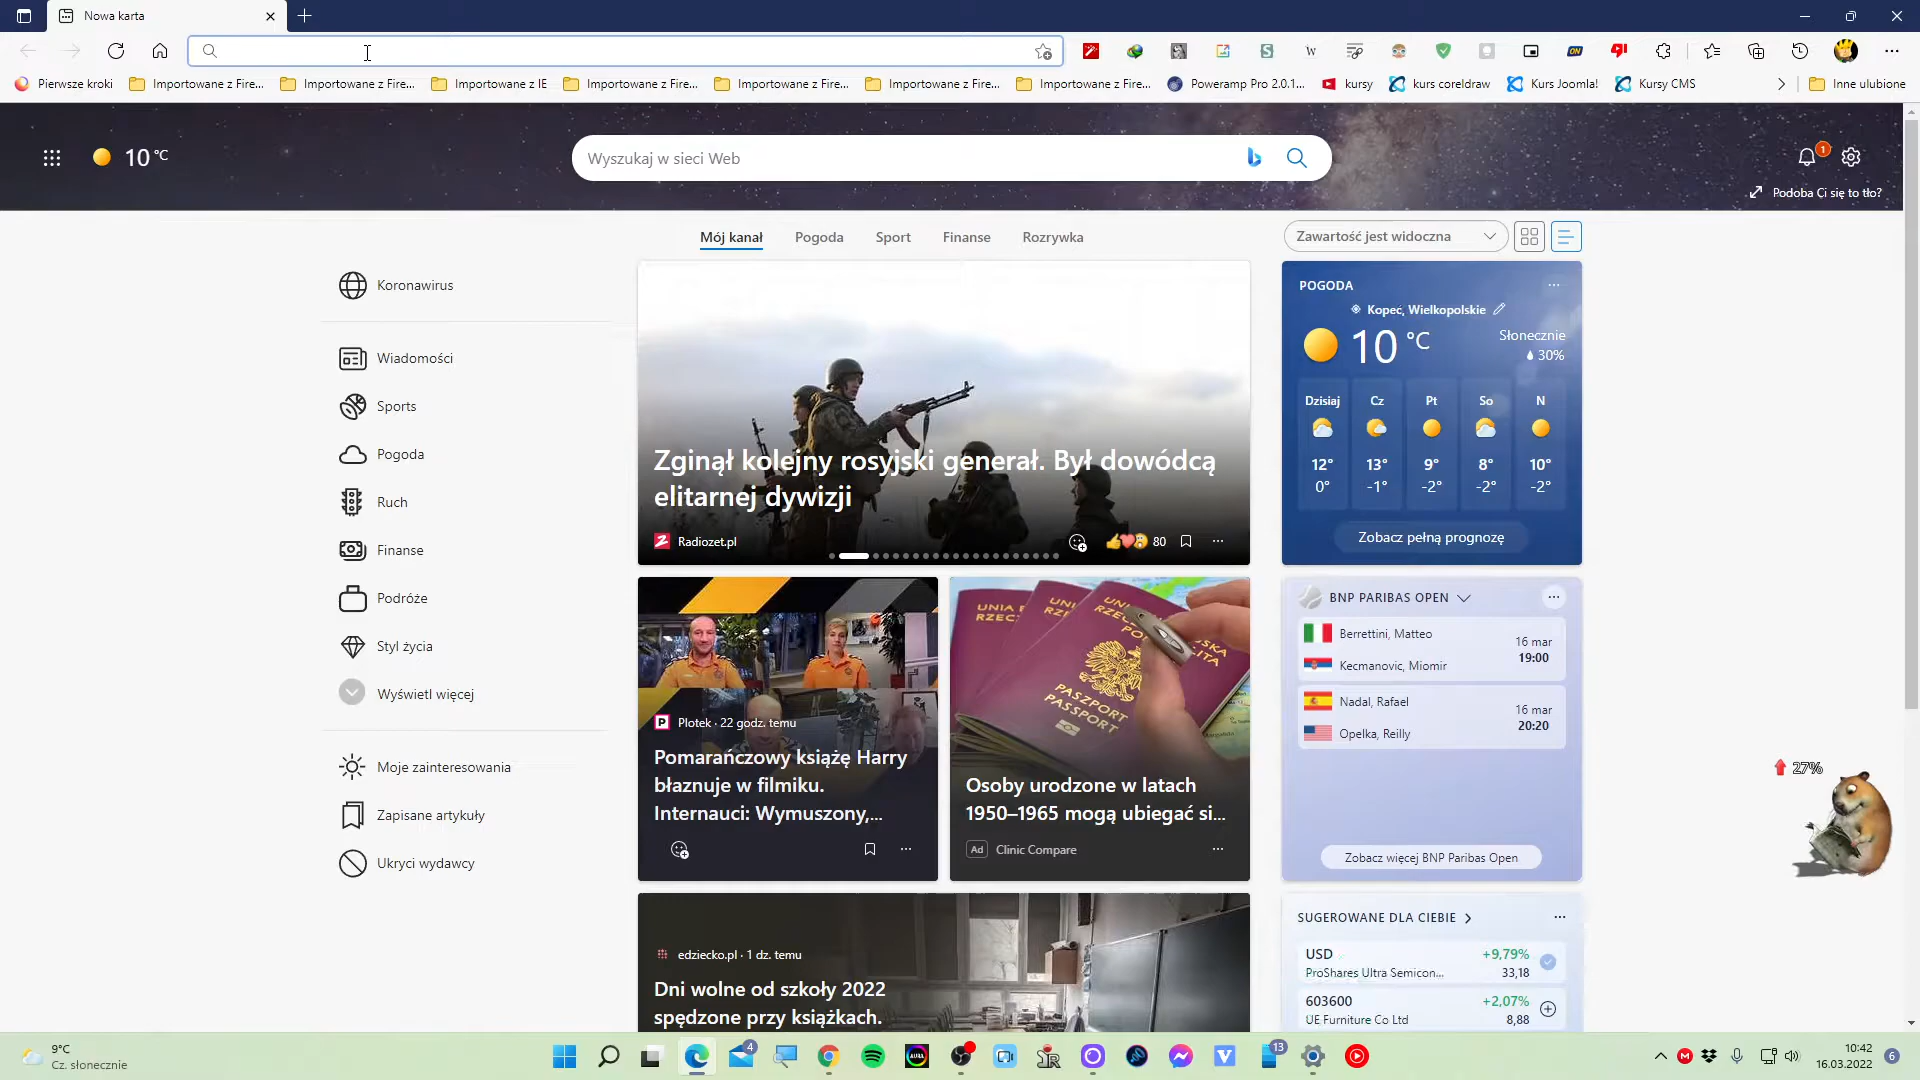 Nowa karta
Pierwsze kroki
Importowane z Fire...
Importowane z Fire...
Importowane z IE
Importowane z Fire...
Importowane z Fire...
Importowane z Fire...
Importowane z Fire...
Poweramp Pro 2.0.1...
kursy
kurs coreldraw
Kurs Joomla!
Kursy CMS
Inne ulubione
10 °C
Wyszukaj w sieci Web
1
Podoba Ci się to tło?
Mój kanał
Pogoda
Sport
Finanse
Rozrywka
Zawartość jest widoczna
Koronawirus
Wiadomości
Sports
Pogoda
Ruch
Finanse
Podróże
Styl życia
Wyświetl więcej
Moje zainteresowania
Zapisane artykuły
Ukryci wydawcy
Zginął kolejny rosyjski generał. Był dowódcą
elitarnej dywizji
Radiozet.pl
80
POGODA
Kopec, Wielkopolskie
10 °C
Słonecznie
30%
Dzisiaj Cz Pt So N
12° 13° 9° 8° 10°
0° -1° -2° -2° -2°
Zobacz pełną prognozę
Plotek · 22 godz. temu
Pomarańczowy książę Harry
błaznuje w filmiku.
Internauci: Wymuszony,...
PASZPORT
PASSPORT
Osoby urodzone w latach
1950–1965 mogą ubiegać si...
Ad Clinic Compare
BNP PARIBAS OPEN
Berrettini, Matteo
Kecmanovic, Miomir
16 mar
19:00
Nadal, Rafael
Opelka, Reilly
16 mar
20:20
Zobacz więcej BNP Paribas Open
27%
edziecko.pl · 1 dz. temu
Dni wolne od szkoły 2022
spędzone przy książkach.
SUGEROWANE DLA CIEBIE
USD +9,79%
ProShares Ultra Semicon... 33,18
603600 +2,07%
UE Furniture Co Ltd 8,88
9°C
Cz. słonecznie
4
AURA
13
10:42
16.03.2022
6